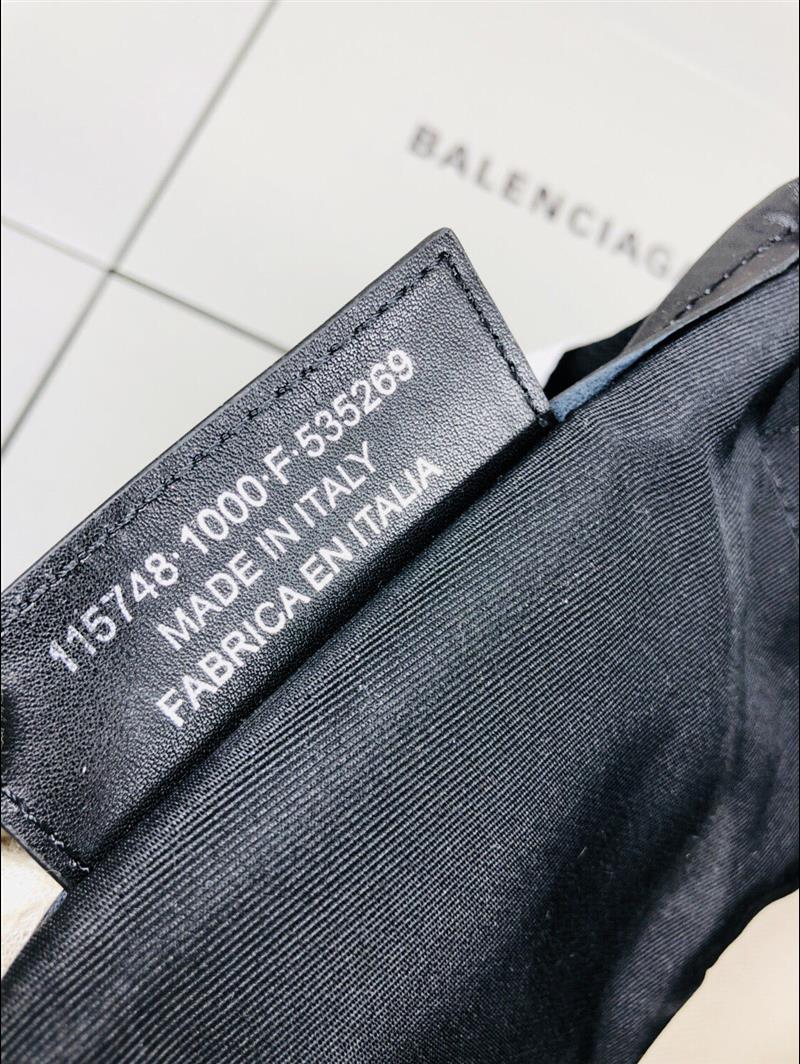 BALENCIAGA
115748·1000·F·535269
MADE IN ITALY
FABRICA EN ITALIA